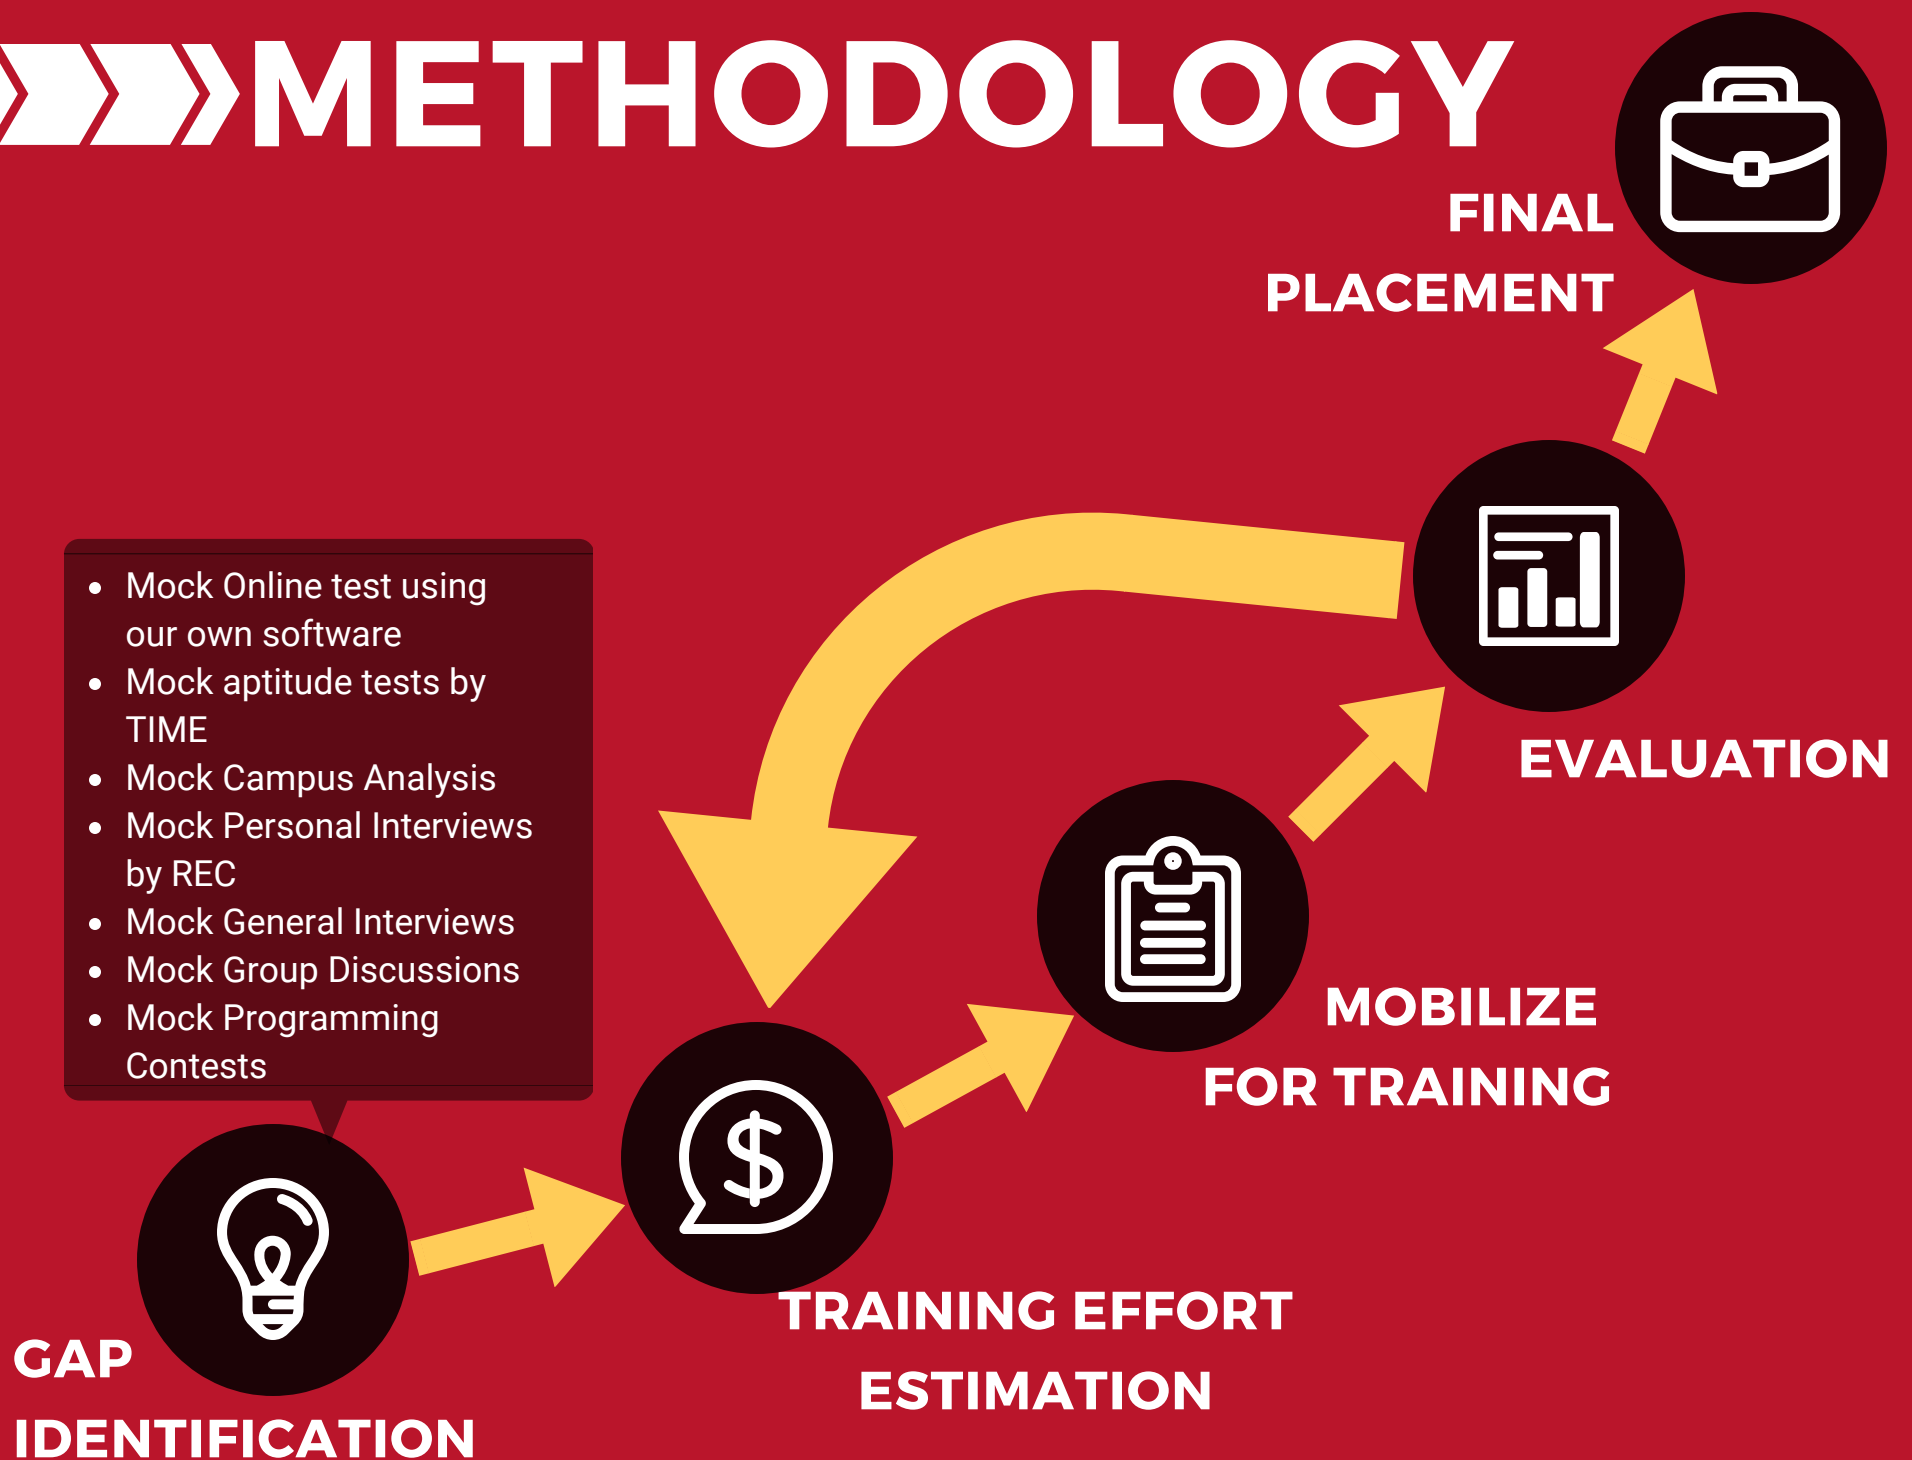 METHODOLOGY
FINAL
PLACEMENT
• Mock Online test using
our own software
• Mock aptitude tests by
TIME
• Mock Campus Analysis
• Mock Personal Interviews
by REC
• Mock General Interviews
• Mock Group Discussions
• Mock Programming
Contests
EVALUATION
MOBILIZE
FOR TRAINING
$
TRAINING EFFORT
ESTIMATION
GAP
IDENTIFICATION